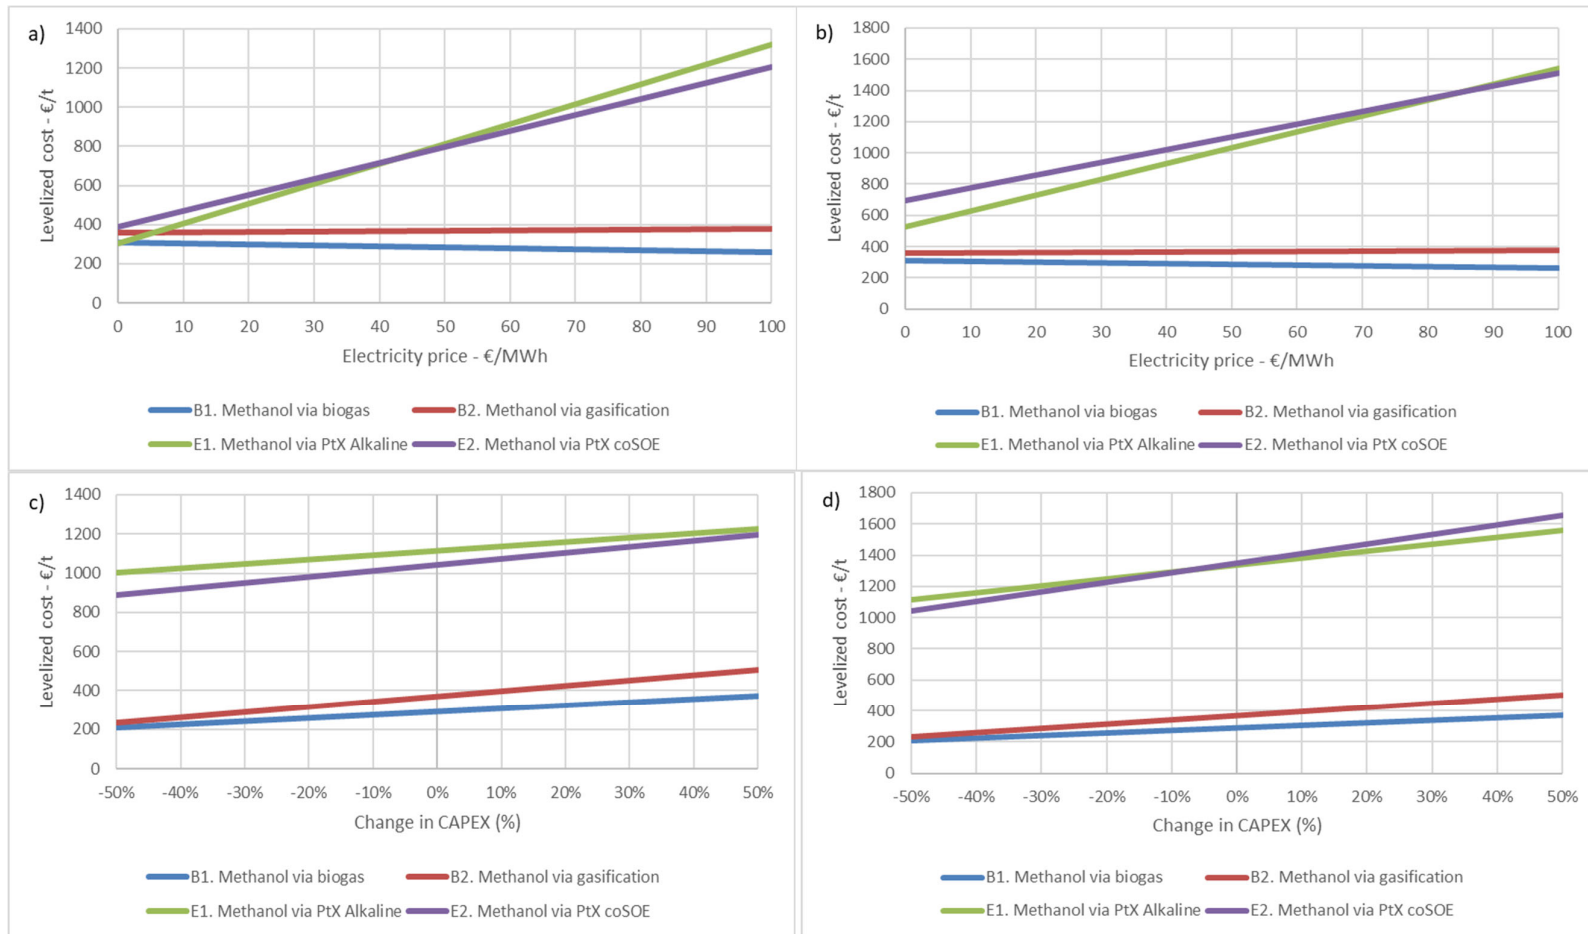 a)
Levelized cost - €/t
1400
1200
1000
800
600
400
200
0
0 10 20 30 40 50 60 70 80 90 100
Electricity price - €/MWh
B1. Methanol via biogas B2. Methanol via gasification
E1. Methanol via PtX Alkaline E2. Methanol via PtX coSOE
b)
Levelized cost - €/t
1800
1600
1400
1200
1000
800
600
400
200
0
0 10 20 30 40 50 60 70 80 90 100
Electricity price - €/MWh
B1. Methanol via biogas B2. Methanol via gasification
E1. Methanol via PtX Alkaline E2. Methanol via PtX coSOE
c)
Levelized cost - €/t
1400
1200
1000
800
600
400
200
0
-50% -40% -30% -20% -10% 0% 10% 20% 30% 40% 50%
Change in CAPEX (%)
B1. Methanol via biogas B2. Methanol via gasification
E1. Methanol via PtX Alkaline E2. Methanol via PtX coSOE
d)
Levelized cost - €/t
1800
1600
1400
1200
1000
800
600
400
200
0
-50% -40% -30% -20% -10% 0% 10% 20% 30% 40% 50%
Change in CAPEX (%)
B1. Methanol via biogas B2. Methanol via gasification
E1. Methanol via PtX Alkaline E2. Methanol via PtX coSOE